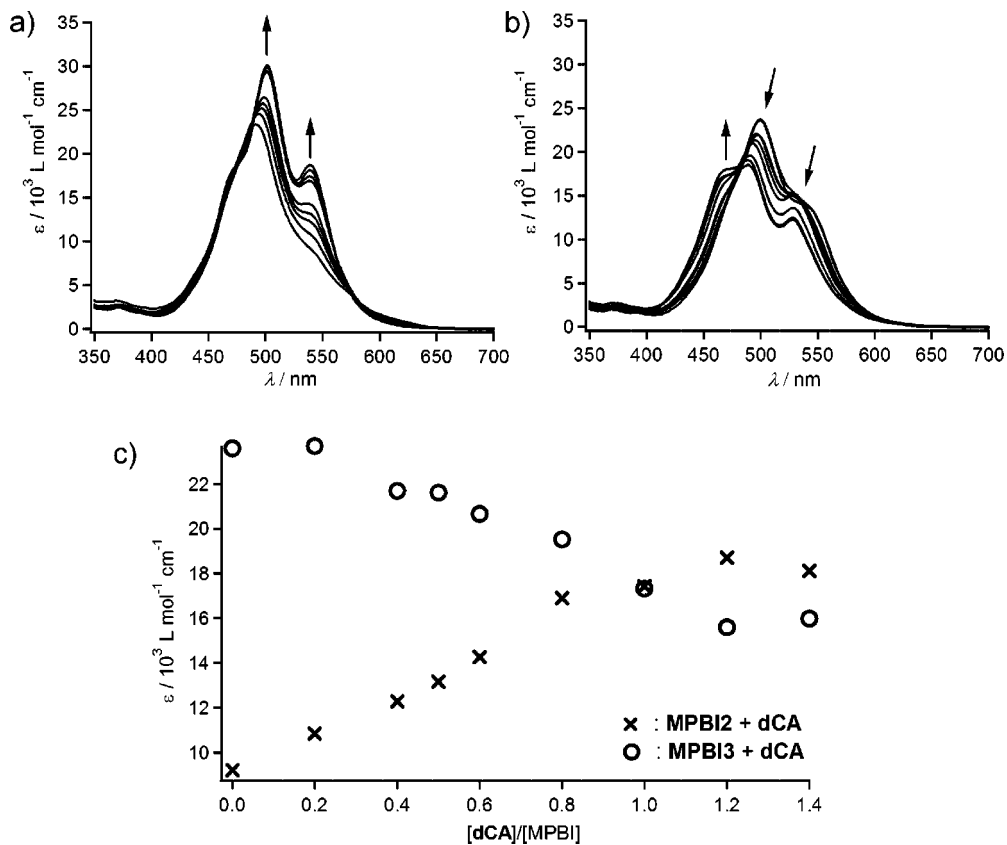 a)
35
30
25
20
15
10
5
0
ε / 10³ L mol⁻¹ cm⁻¹
350 400 450 500 550 600 650 700
λ / nm
b)
35
30
25
20
15
10
5
0
ε / 10³ L mol⁻¹ cm⁻¹
350 400 450 500 550 600 650 700
λ / nm
c)
22
20
18
16
14
12
10
ε / 10³ L mol⁻¹ cm⁻¹
× : MPBI2 + dCA
○ : MPBI3 + dCA
0.0 0.2 0.4 0.6 0.8 1.0 1.2 1.4
[dCA]/[MPBI]